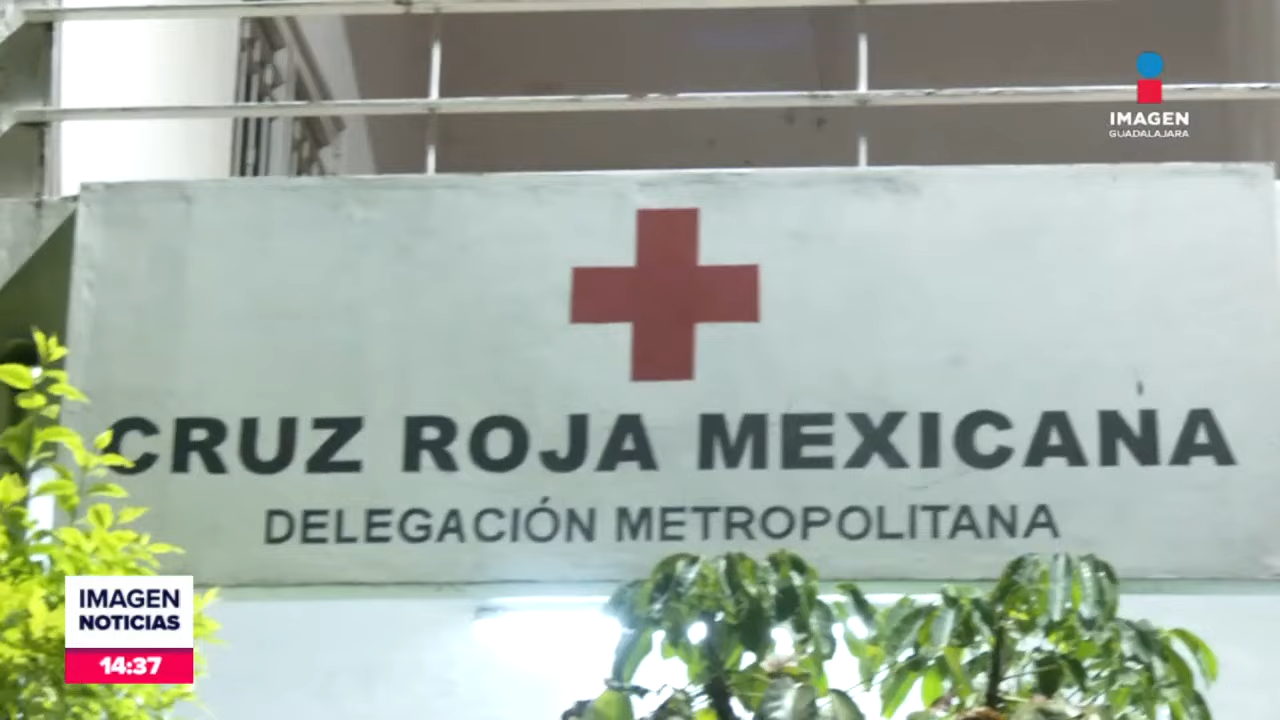 IMAGEN
GUADALAJARA
CRUZ ROJA MEXICANA
DELEGACIÓN METROPOLITANA
IMAGEN
NOTICIAS
14:37